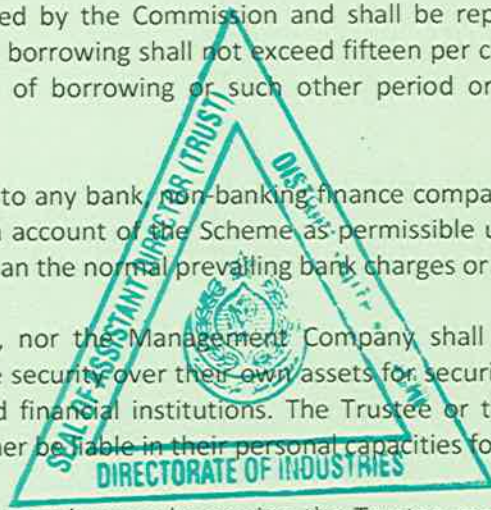 ed by the Commission and shall be rep
borrowing shall not exceed fifteen per c
of borrowing or such other period or
to any bank, non-banking finance compa
account of the Scheme as permissible u
an the normal prevailing bank charges or
, nor the Management Company shall
e security over their own assets for securi
d financial institutions. The Trustee or t
her be liable in their personal capacities fo
SEAL OF ASSISTANT DIRECTOR (TRUST)
DIRECTORATE OF INDUSTRIES